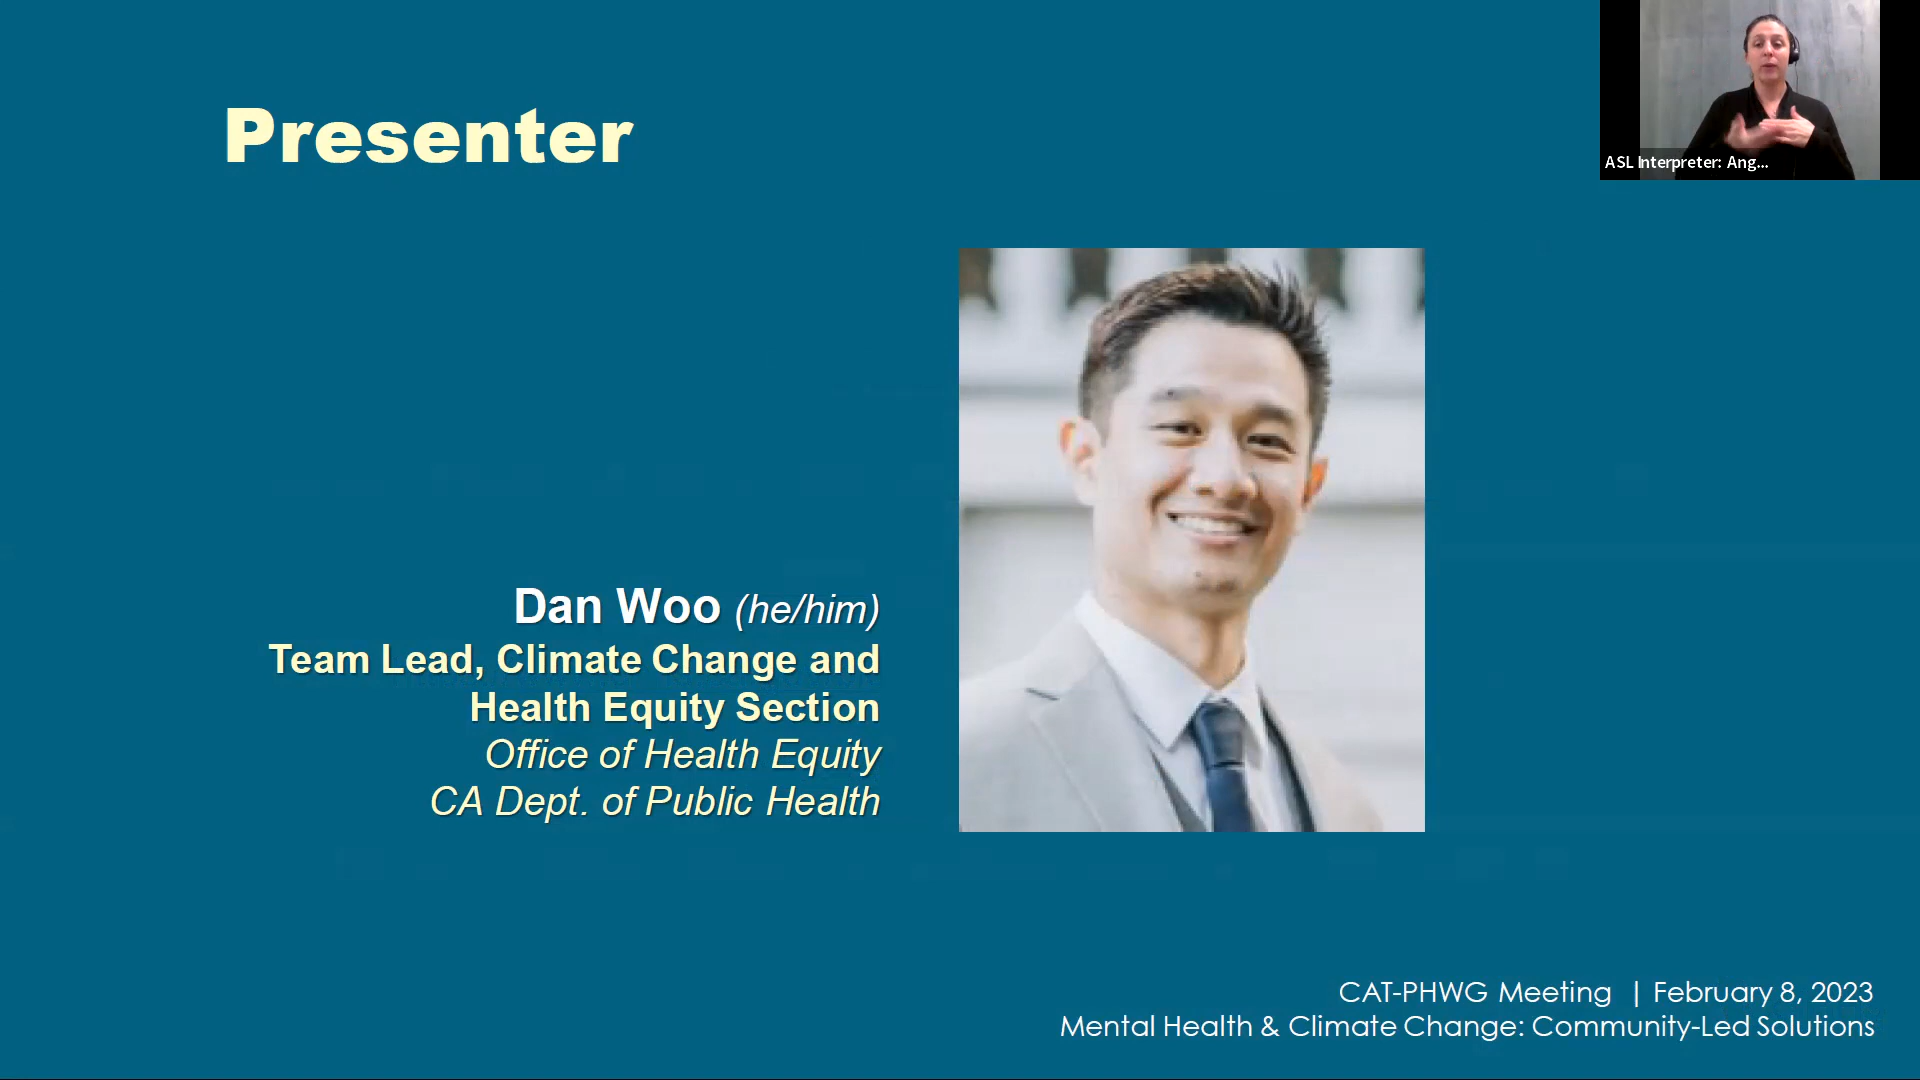 Presenter
ASL Interpreter: Ang...
Dan Woo (he/him)
Team Lead, Climate Change and
Health Equity Section
Office of Health Equity
CA Dept. of Public Health
CAT-PHWG Meeting | February 8, 2023
Mental Health & Climate Change: Community-Led Solutions